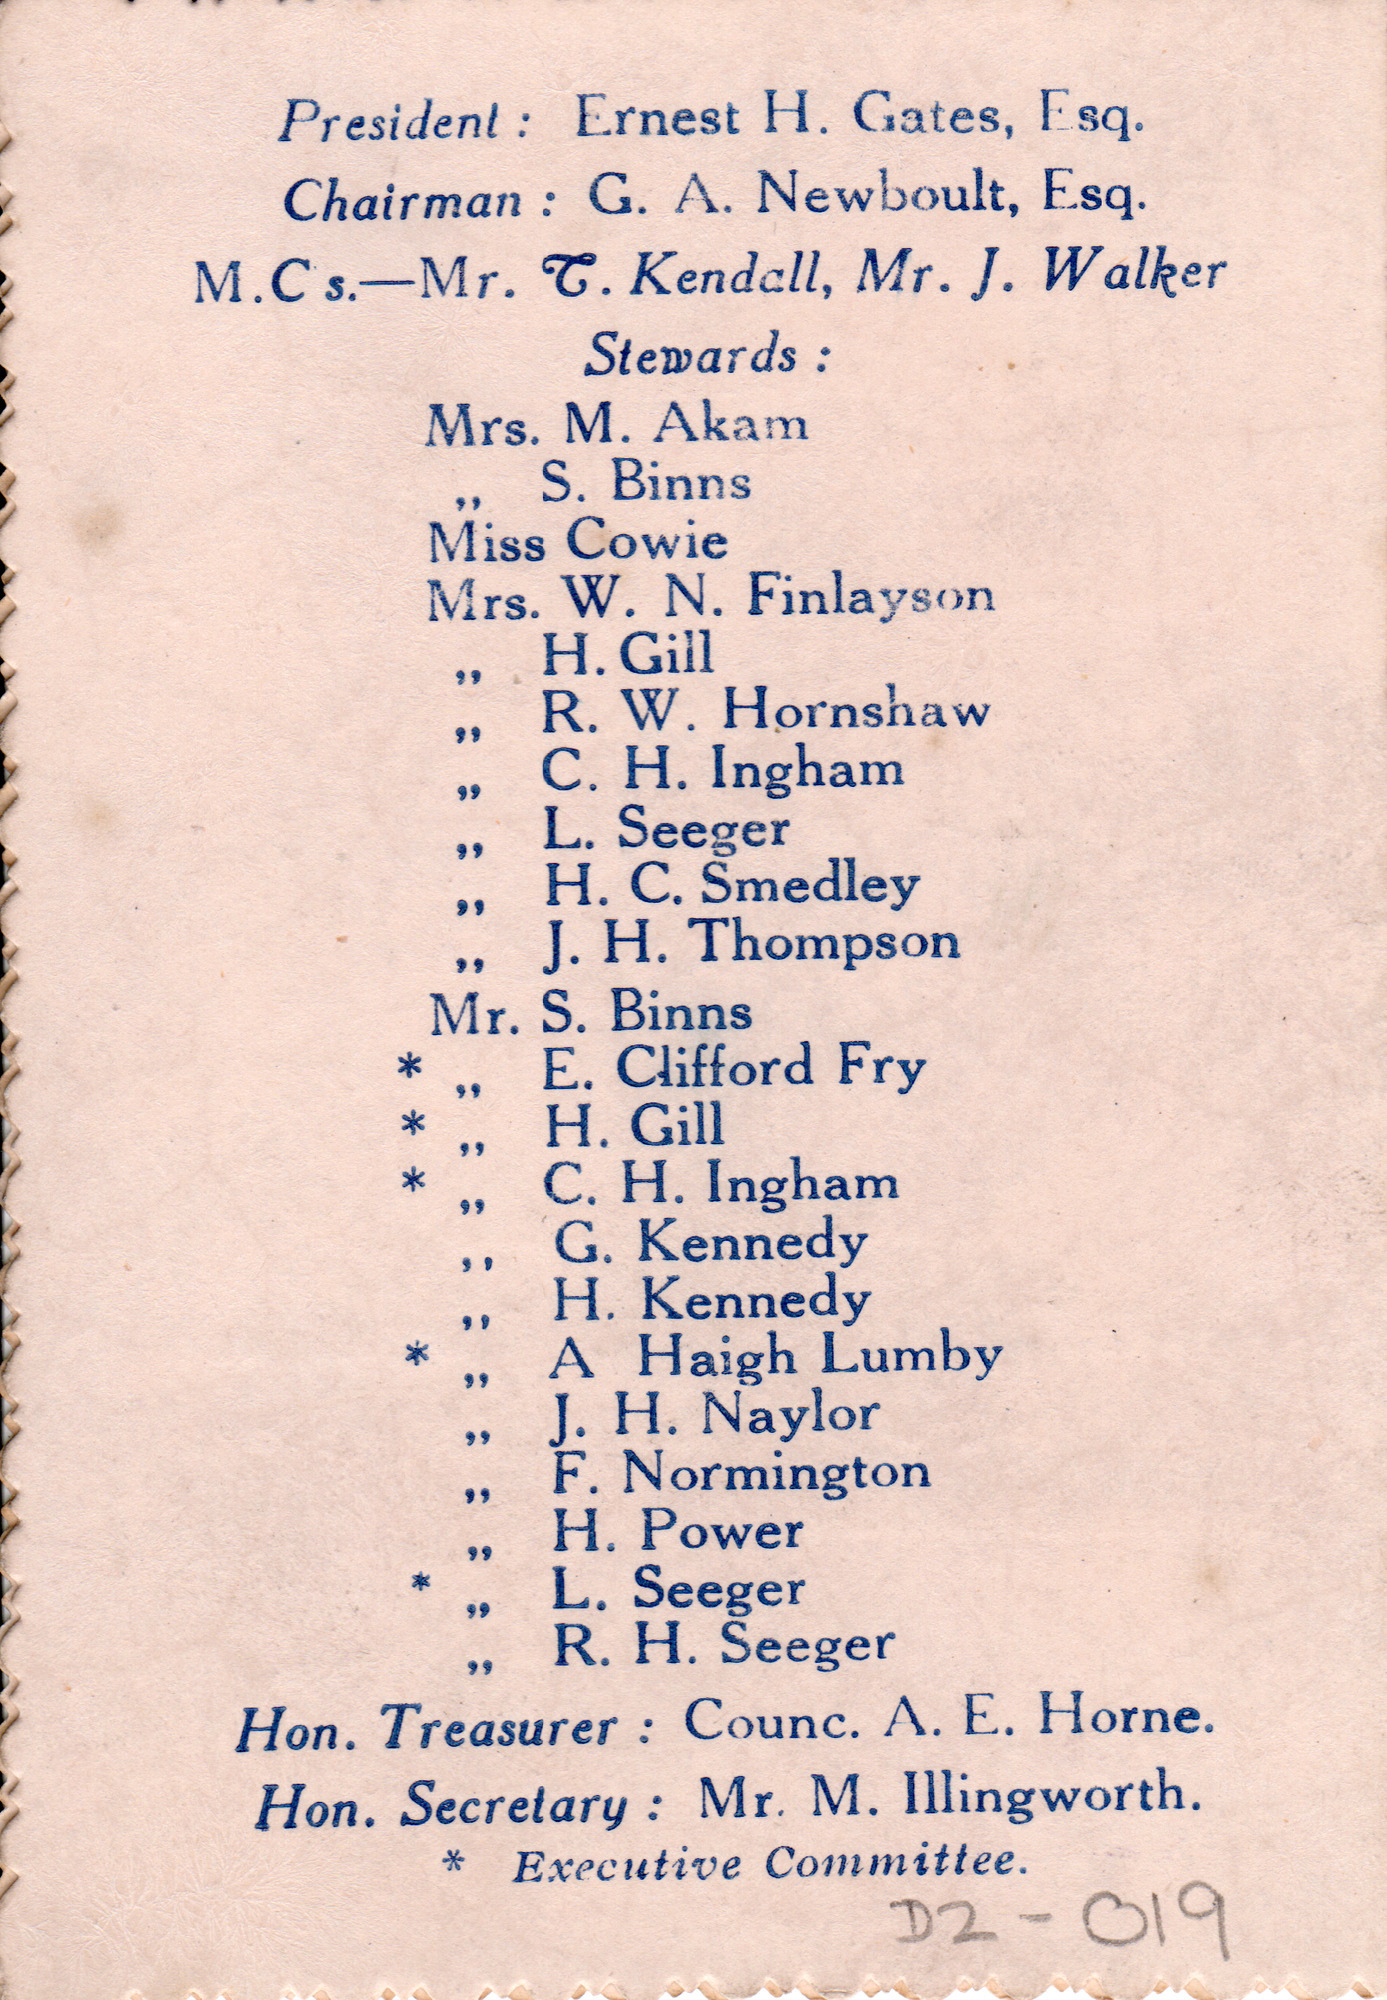 President : Ernest H. Gates, Esq.
Chairman : G. A. Newboult, Esq.
M.C s.—Mr. T. Kendall, Mr. J. Walker
Stewards :
Mrs. M. Akam
„ S. Binns
Miss Cowie
Mrs. W. N. Finlayson
„ H. Gill
„ R. W. Hornshaw
„ C. H. Ingham
„ L. Seeger
„ H. C. Smedley
„ J. H. Thompson
Mr. S. Binns
* „ E. Clifford Fry
* „ H. Gill
* „ C. H. Ingham
„ G. Kennedy
„ H. Kennedy
* „ A Haigh Lumby
„ J. H. Naylor
„ F. Normington
„ H. Power
* „ L. Seeger
„ R. H. Seeger
Hon. Treasurer : Counc. A. E. Horne.
Hon. Secretary : Mr. M. Illingworth.
* Executive Committee.
D2 - 019